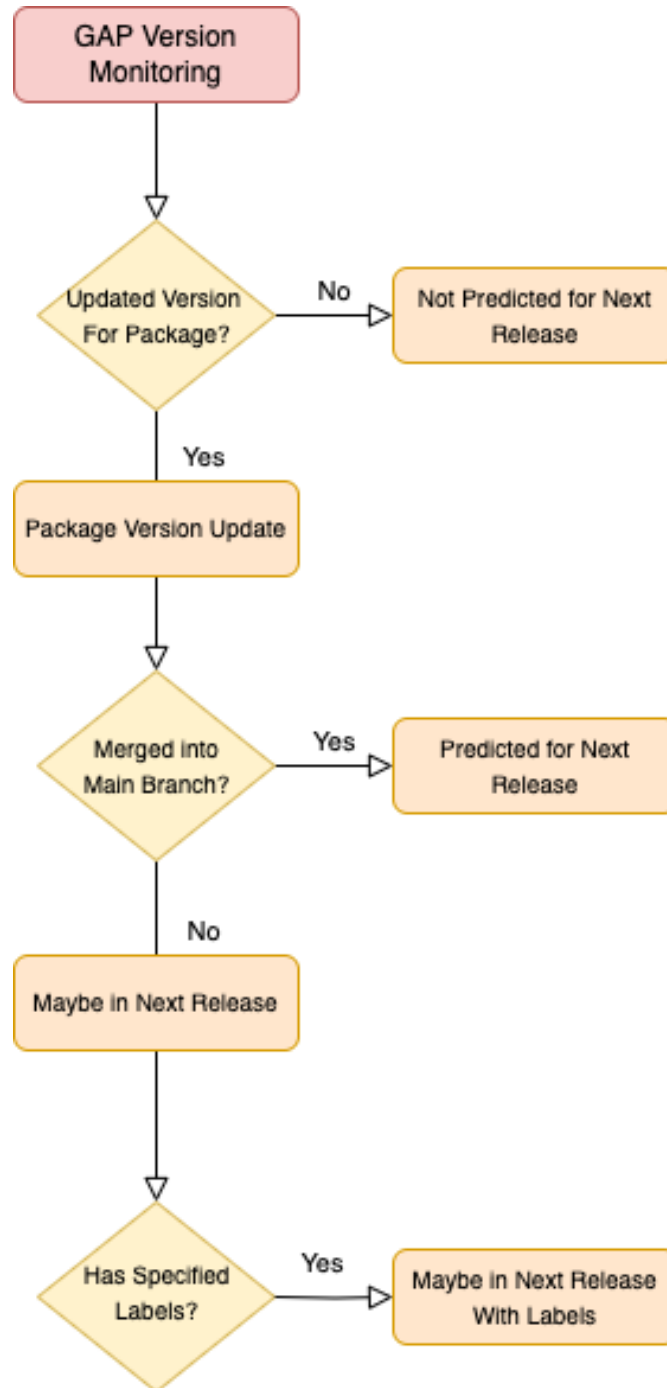 GAP Version
Monitoring
Updated Version
For Package?
No
Not Predicted for Next
Release
Yes
Package Version Update
Merged into
Main Branch?
Yes
Predicted for Next
Release
No
Maybe in Next Release
Has Specified
Labels?
Yes
Maybe in Next Release
With Labels